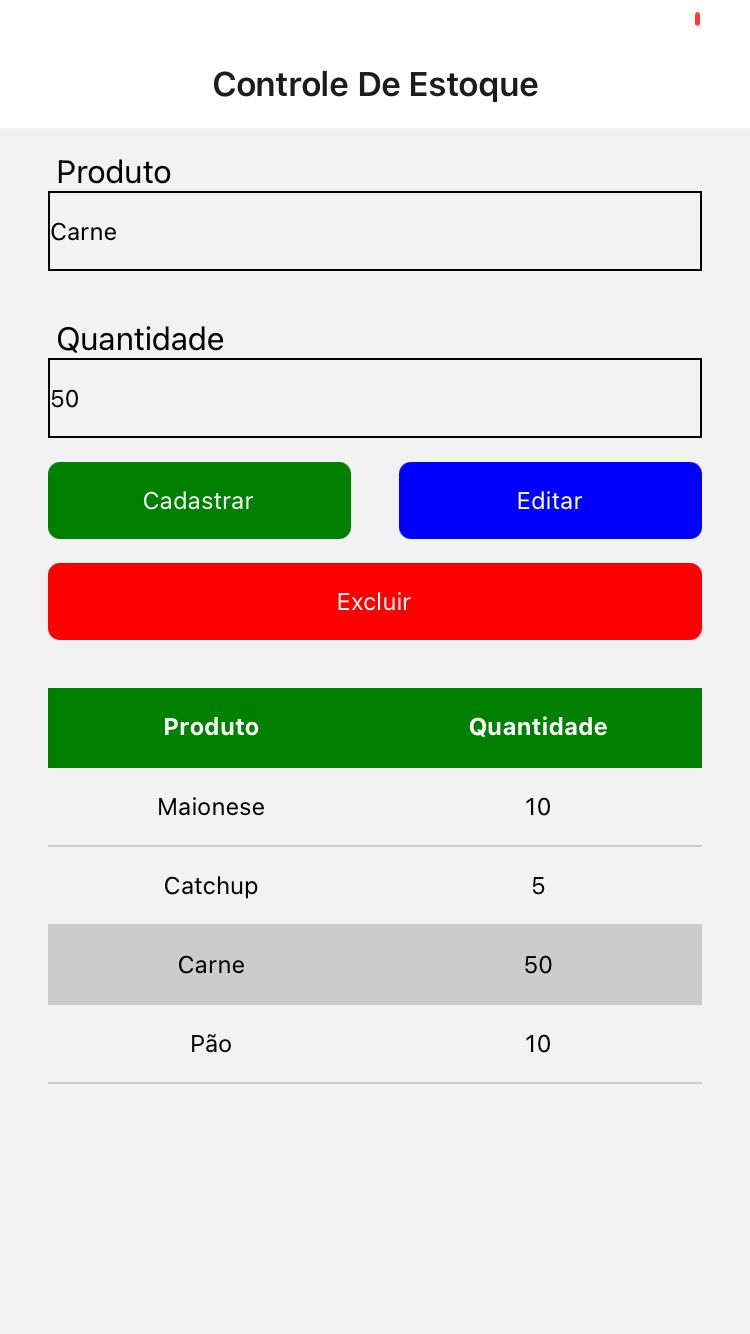 Controle De Estoque
Produto
Carne
Quantidade
50
Cadastrar Editar
Excluir
Produto Quantidade
Maionese 10
Catchup 5
Carne 50
Pão 10